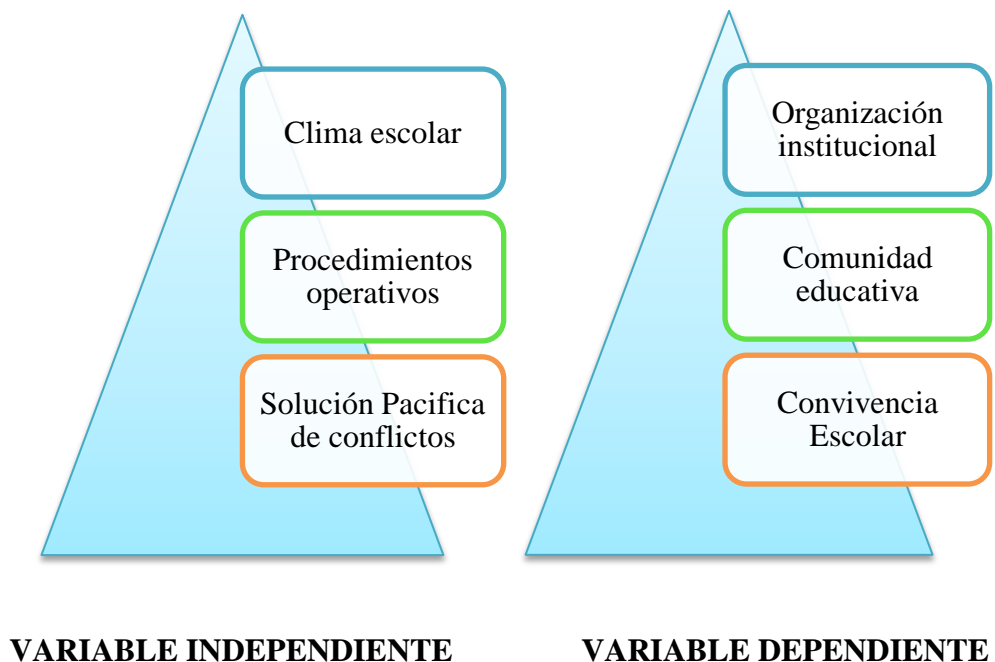 Clima escolar
Procedimientos
operativos
Solución Pacifica
de conflictos
VARIABLE INDEPENDIENTE
Organización
institucional
Comunidad
educativa
Convivencia
Escolar
VARIABLE DEPENDIENTE